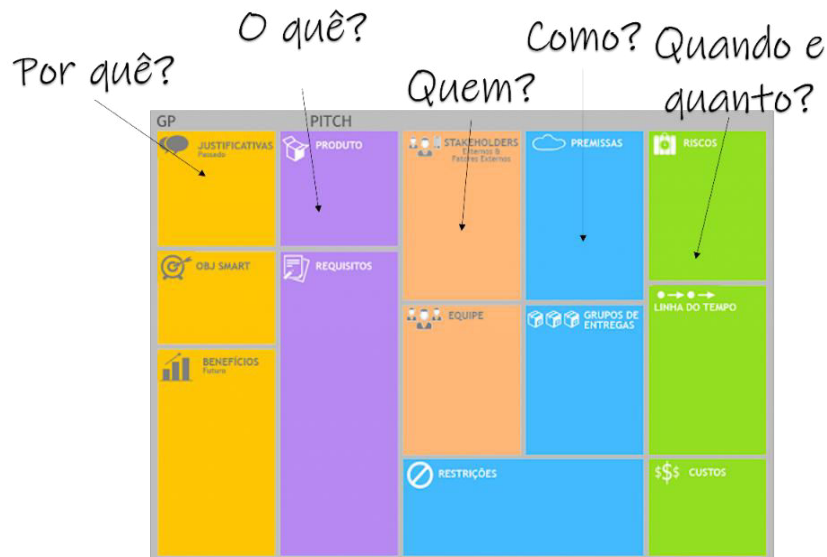 Por quê?
O quê?
Quem?
Como?
Quando e
quanto?
GP
PITCH
JUSTIFICATIVAS
Passado
OBJ SMART
BENEFÍCIOS
Futuro
PRODUTO
REQUISITOS
STAKEHOLDERS
Externos &
Fatores Externos
EQUIPE
PREMISSAS
GRUPOS DE
ENTREGAS
RESTRIÇÕES
RISCOS
LINHA DO TEMPO
$$$ CUSTOS